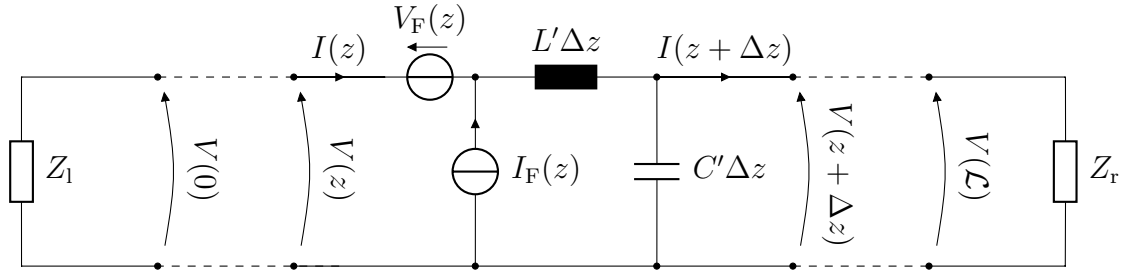 V_F(z)
I(z)
L′Δz
I(z + Δz)
Z_l
V(0)
V(z)
I_F(z)
C′Δz
V(z + Δz)
V(ℒ)
Z_r